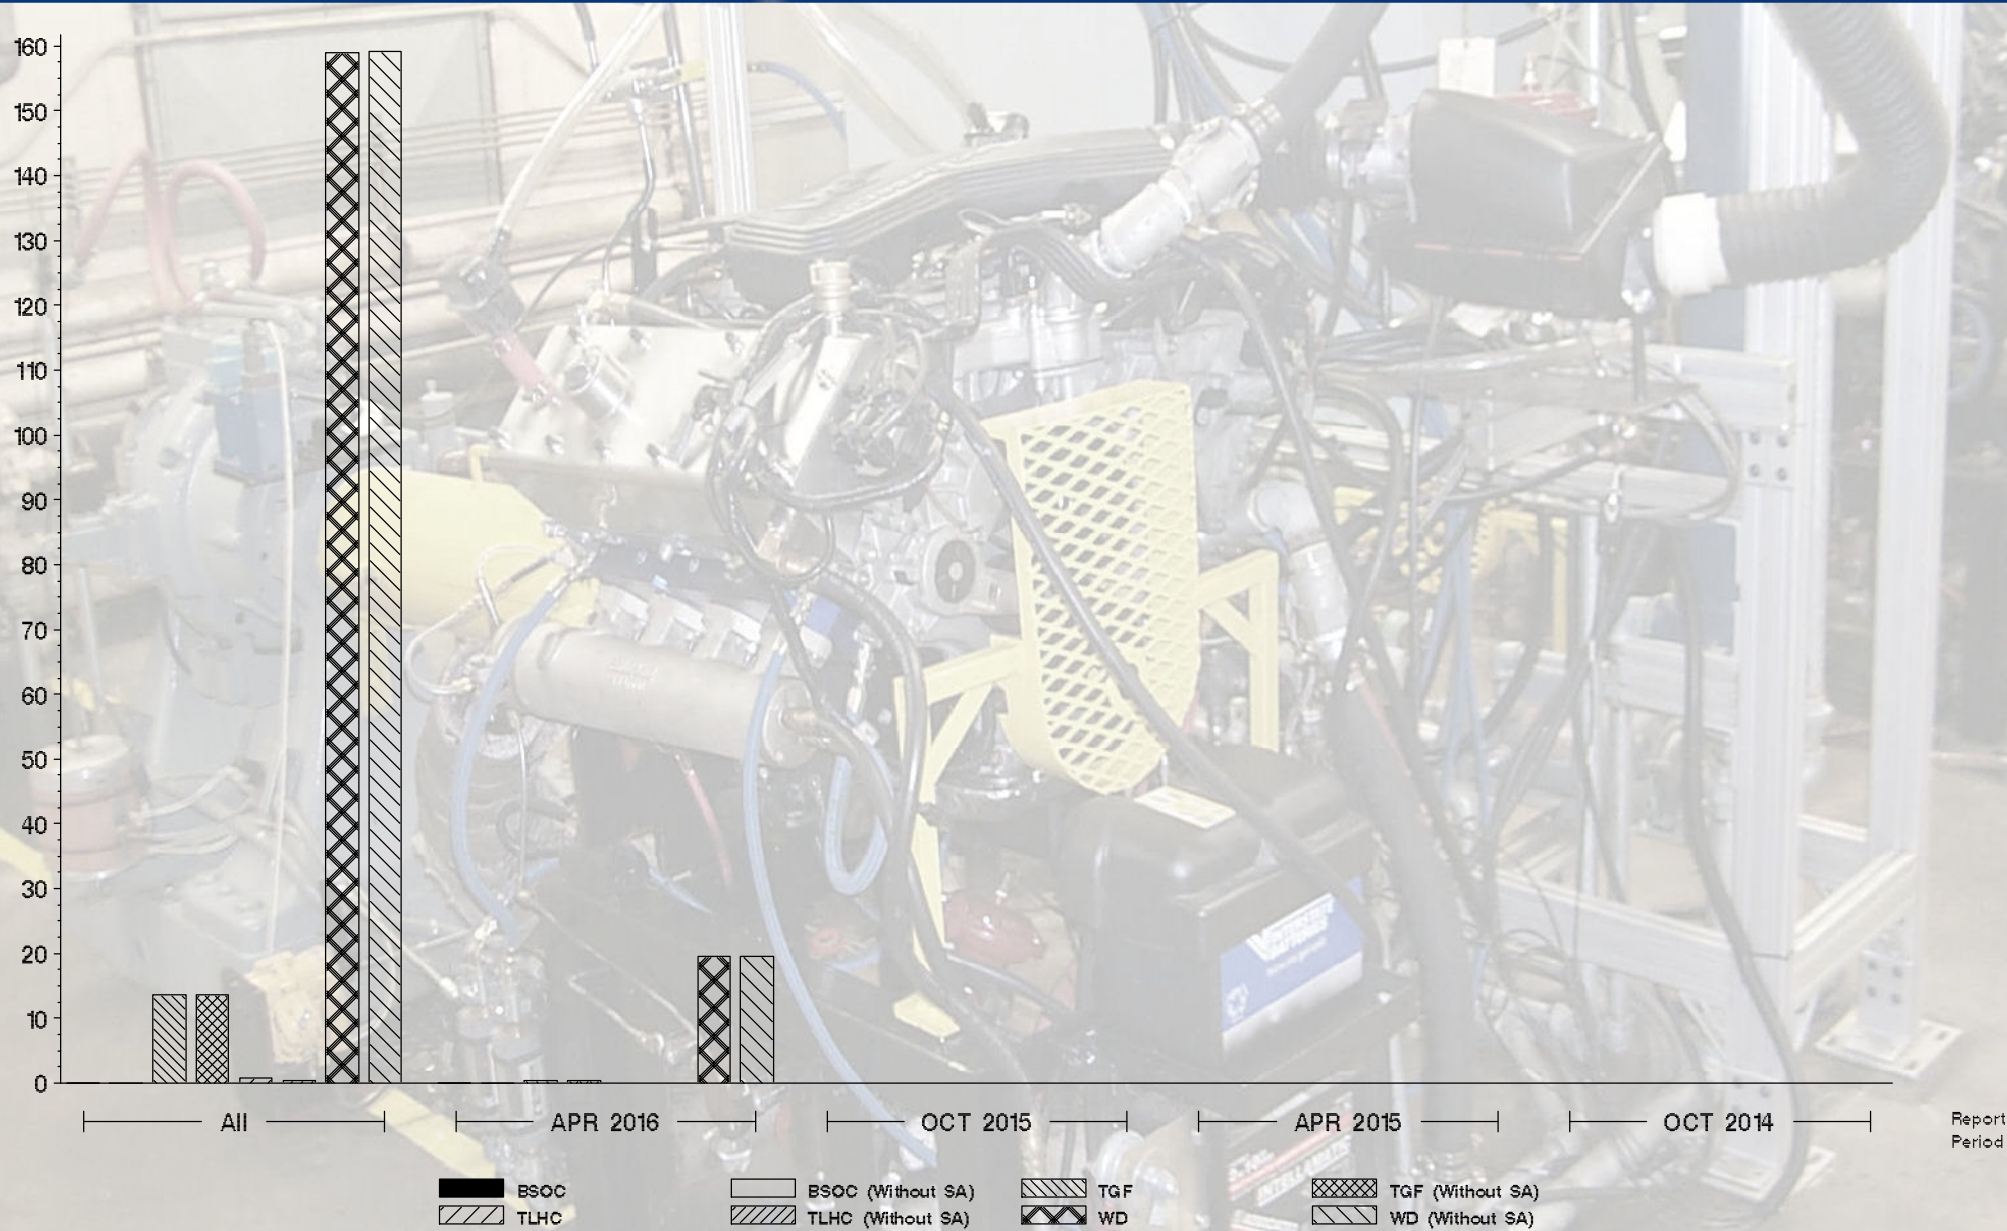 160
150
140
130
120
110
100
90
80
70
60
50
40
30
20
10
0
All APR 2016 OCT 2015 APR 2015 OCT 2014
Report
Period
BSOC BSOC (Without SA) TGF TGF (Without SA)
TLHC TLHC (Without SA) WD WD (Without SA)
INTERSTATE
BATTERIES